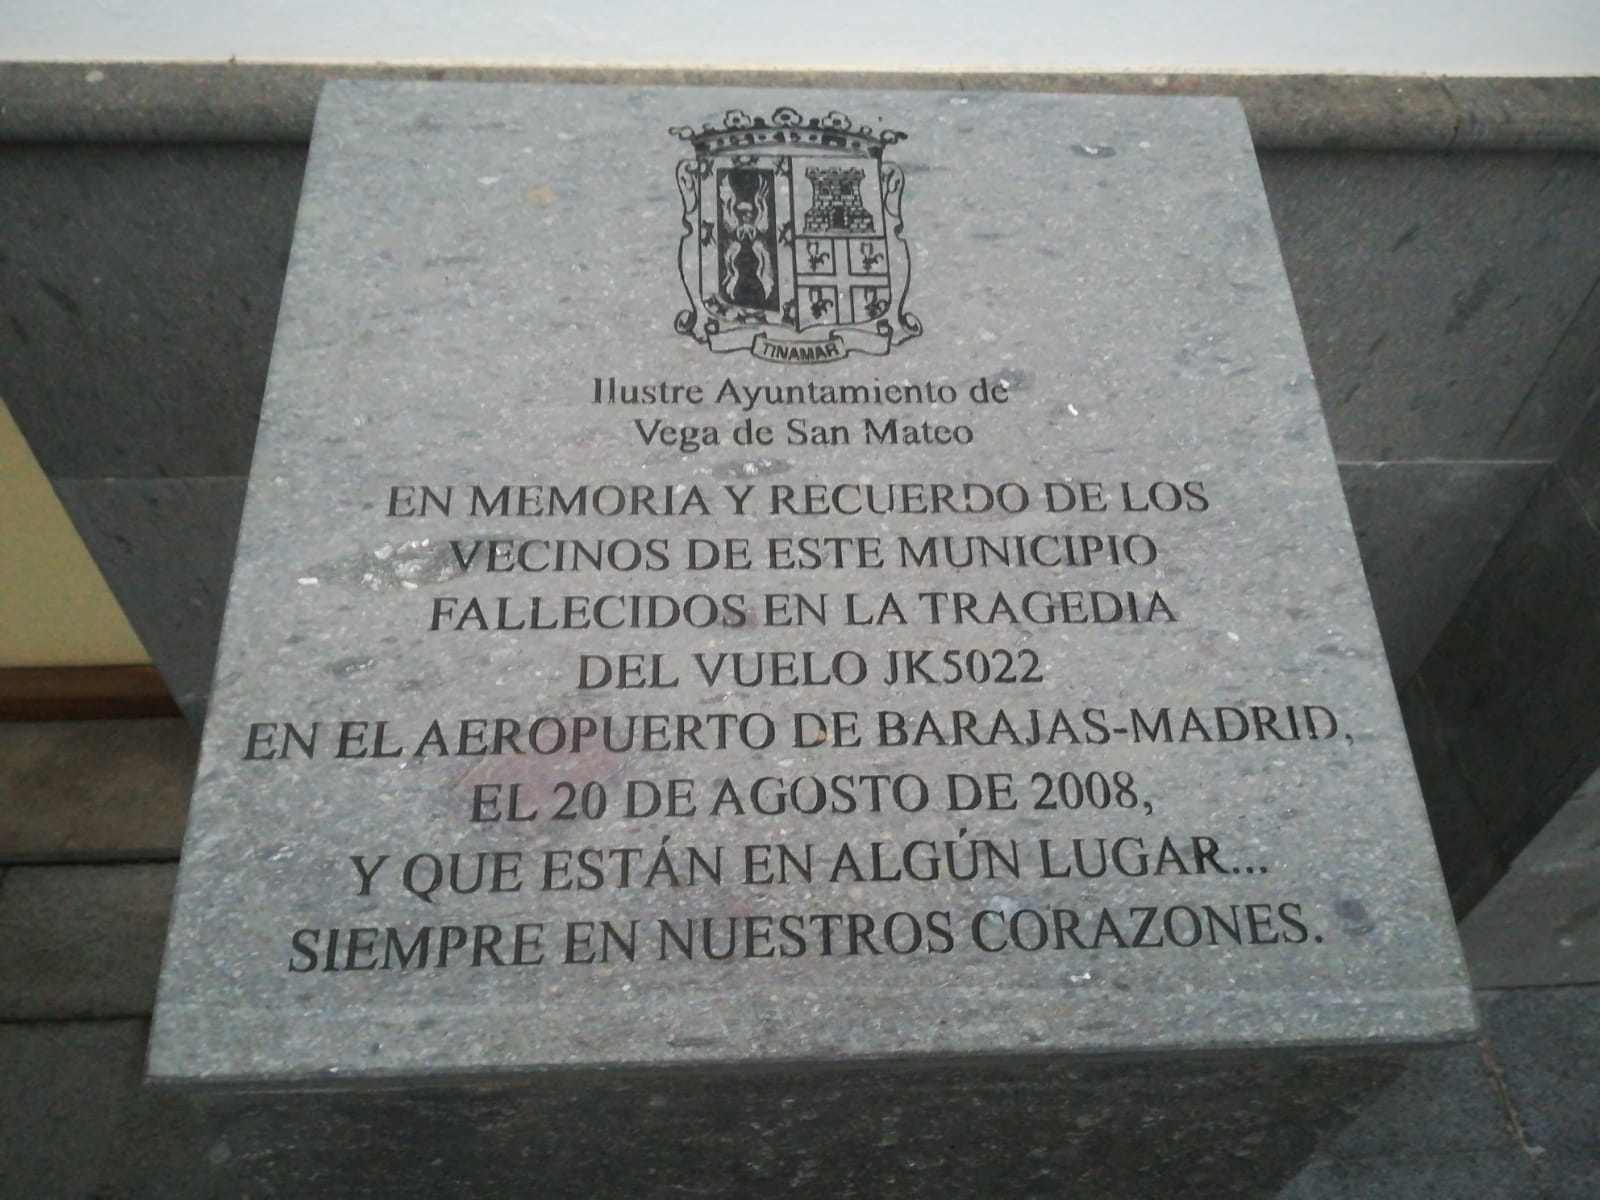 TINAMAR
Ilustre Ayuntamiento de
Vega de San Mateo
EN MEMORIA Y RECUERDO DE LOS
VECINOS DE ESTE MUNICIPIO
FALLECIDOS EN LA TRAGEDIA
DEL VUELO JK5022
EN EL AEROPUERTO DE BARAJAS-MADRID,
EL 20 DE AGOSTO DE 2008,
Y QUE ESTÁN EN ALGÚN LUGAR...
SIEMPRE EN NUESTROS CORAZONES.